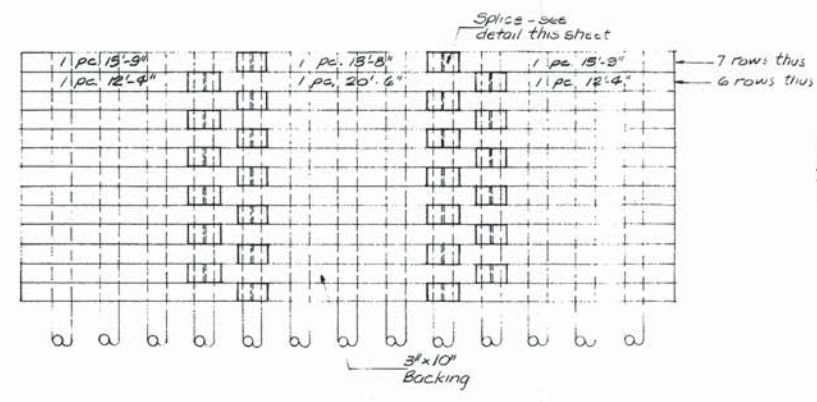 Splice - see
detail this sheet
1 pc. 15'-9" 1 pc. 13'-8" 1 pc. 15'-9" 7 rows thus
1 pc. 12'-4" 1 pc. 20'-6" 1 pc. 12'-4" 6 rows thus
a a a a a a a a a a a a a
3"x10"
Backing